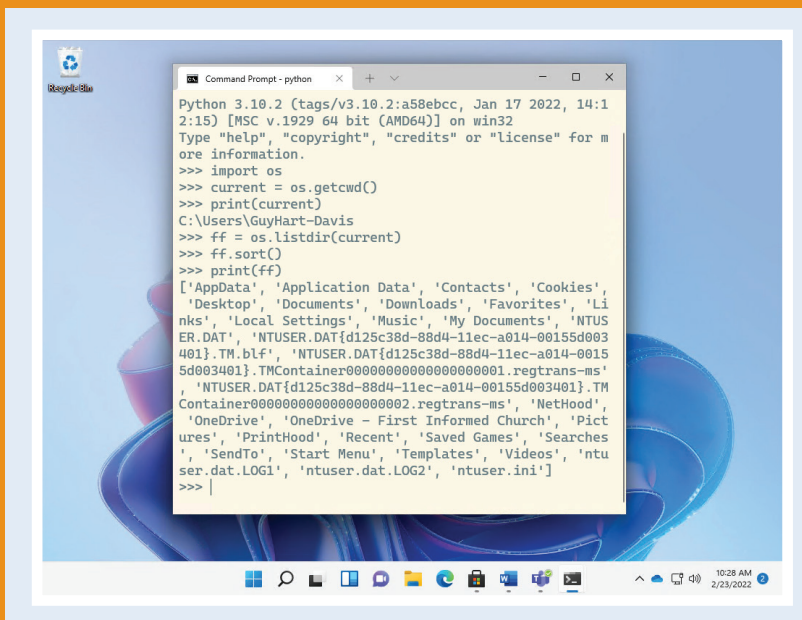 Recycle Bin
Command Prompt - python
Python 3.10.2 (tags/v3.10.2:a58ebcc, Jan 17 2022, 14:1
2:15) [MSC v.1929 64 bit (AMD64)] on win32
Type "help", "copyright", "credits" or "license" for m
ore information.
>>> import os
>>> current = os.getcwd()
>>> print(current)
C:\Users\GuyHart-Davis
>>> ff = os.listdir(current)
>>> ff.sort()
>>> print(ff)
['AppData', 'Application Data', 'Contacts', 'Cookies',
 'Desktop', 'Documents', 'Downloads', 'Favorites', 'Li
nks', 'Local Settings', 'Music', 'My Documents', 'NTUS
ER.DAT', 'NTUSER.DAT{d125c38d-88d4-11ec-a014-00155d003
401}.TM.blf', 'NTUSER.DAT{d125c38d-88d4-11ec-a014-0015
5d003401}.TMContainer00000000000000000001.regtrans-ms'
, 'NTUSER.DAT{d125c38d-88d4-11ec-a014-00155d003401}.TM
Container00000000000000000002.regtrans-ms', 'NetHood',
 'OneDrive', 'OneDrive - First Informed Church', 'Pict
ures', 'PrintHood', 'Recent', 'Saved Games', 'Searches
', 'SendTo', 'Start Menu', 'Templates', 'Videos', 'ntu
ser.dat.LOG1', 'ntuser.dat.LOG2', 'ntuser.ini']
>>>
10:28 AM
2/23/2022
2